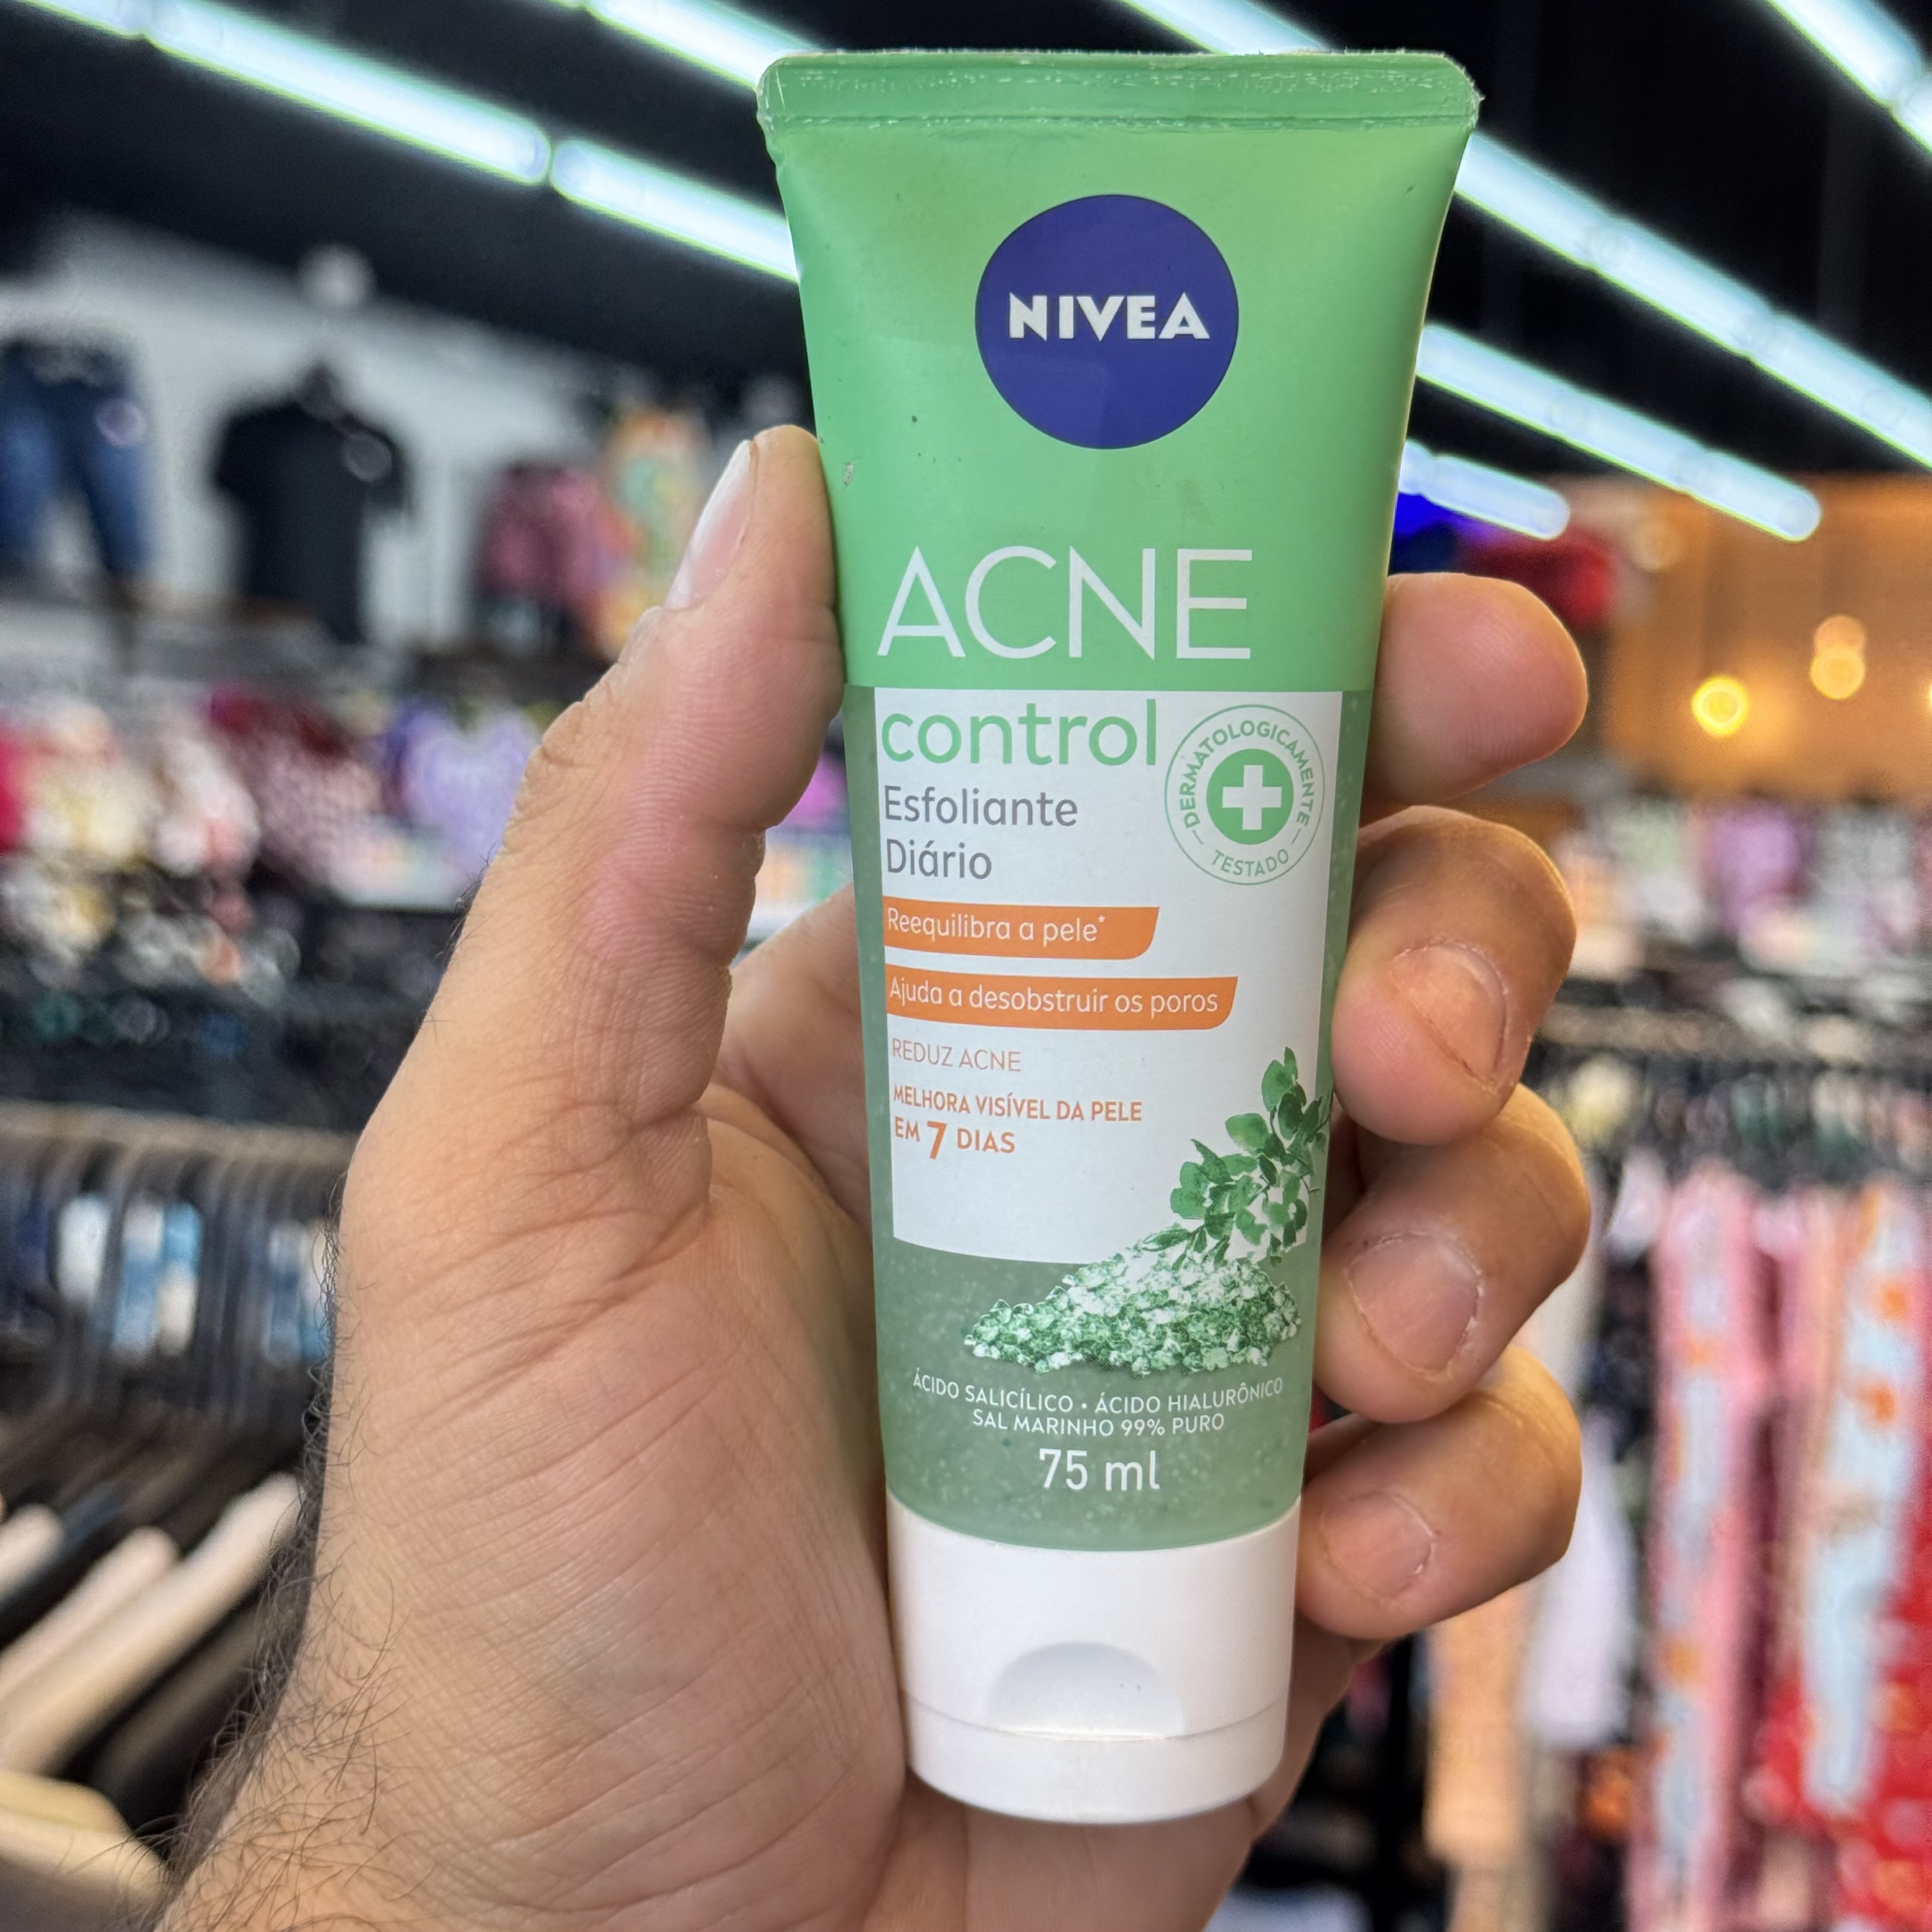 NIVEA
ACNE
control
Esfoliante
Diário
DERMATOLOGICAMENTE
TESTADO
Reequilibra a pele*
Ajuda a desobstruir os poros
REDUZ ACNE
MELHORA VISÍVEL DA PELE
EM 7 DIAS
ÁCIDO SALICÍLICO • ÁCIDO HIALURÔNICO
SAL MARINHO 99% PURO
75 ml